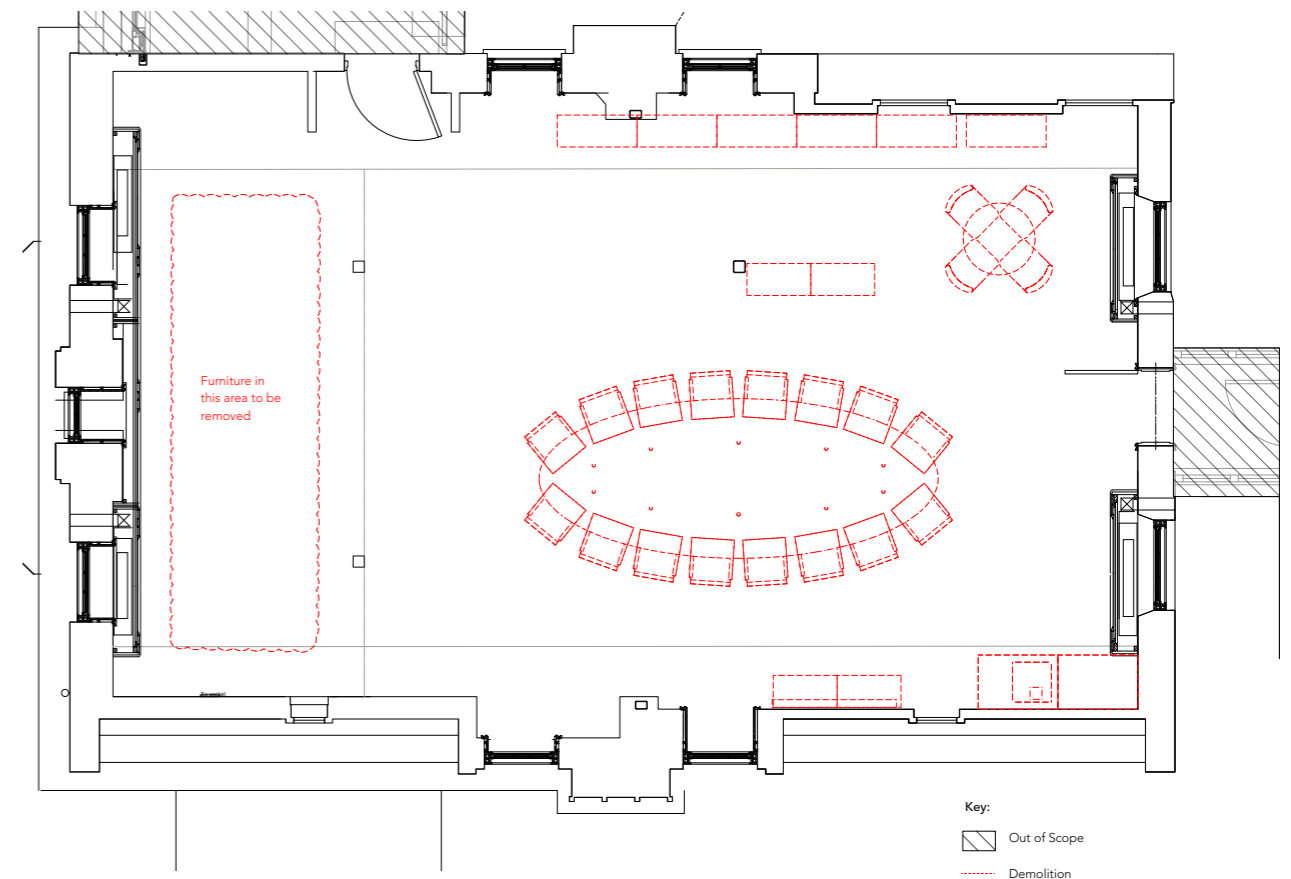 Furniture in
this area to be
removed
Key:
Out of Scope
Demolition